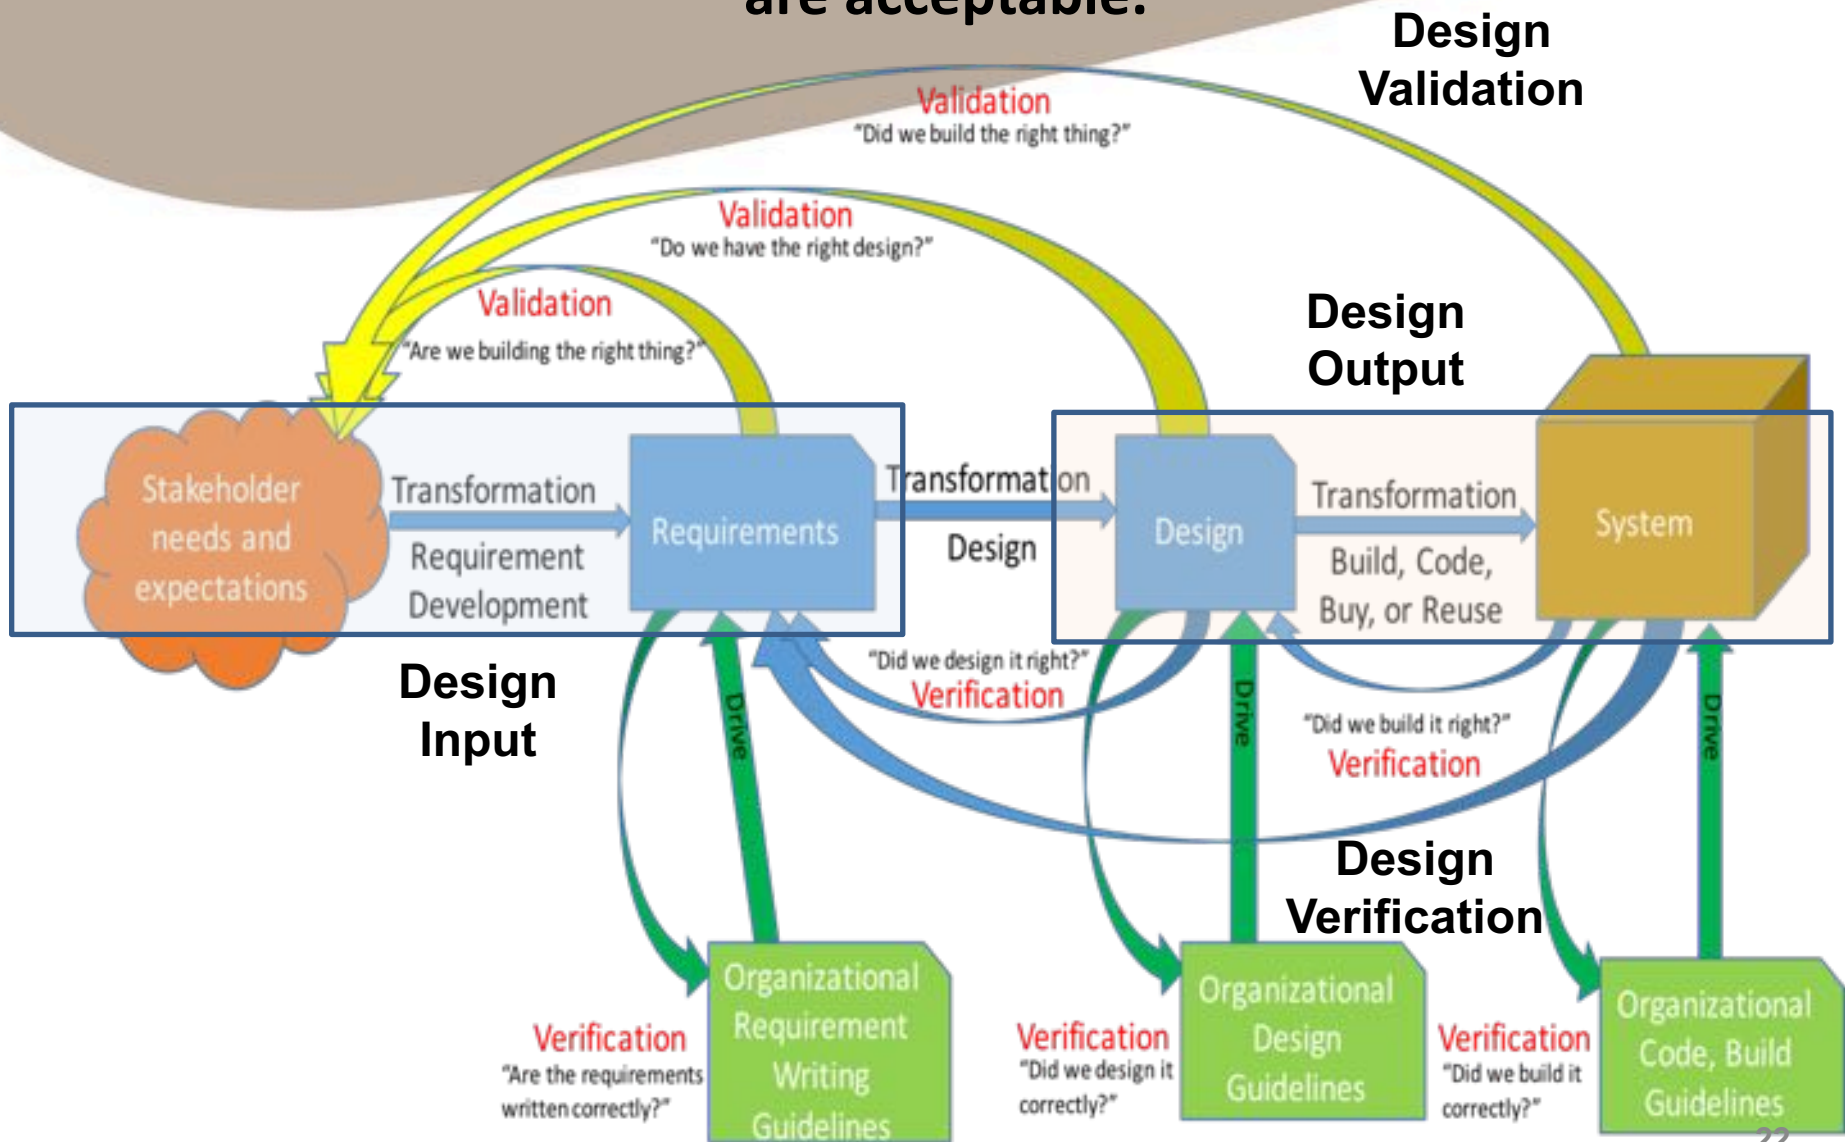 are acceptable.
Design
Validation
Validation
"Did we build the right thing?"
Validation
"Do we have the right design?"
Validation
"Are we building the right thing?"
Design
Output
Stakeholder
needs and
expectations
Transformation
Requirement
Development
Requirements
Transformation
Design
Design
Transformation
Build, Code,
Buy, or Reuse
System
Design
Input
"Did we design it right?"
Verification
"Did we build it right?"
Verification
Drive
Drive
Drive
Design
Verification
Organizational
Requirement
Writing
Guidelines
Verification
"Are the requirements
written correctly?"
Organizational
Design
Guidelines
Verification
"Did we design it
correctly?"
Organizational
Code, Build
Guidelines
Verification
"Did we build it
correctly?"
22